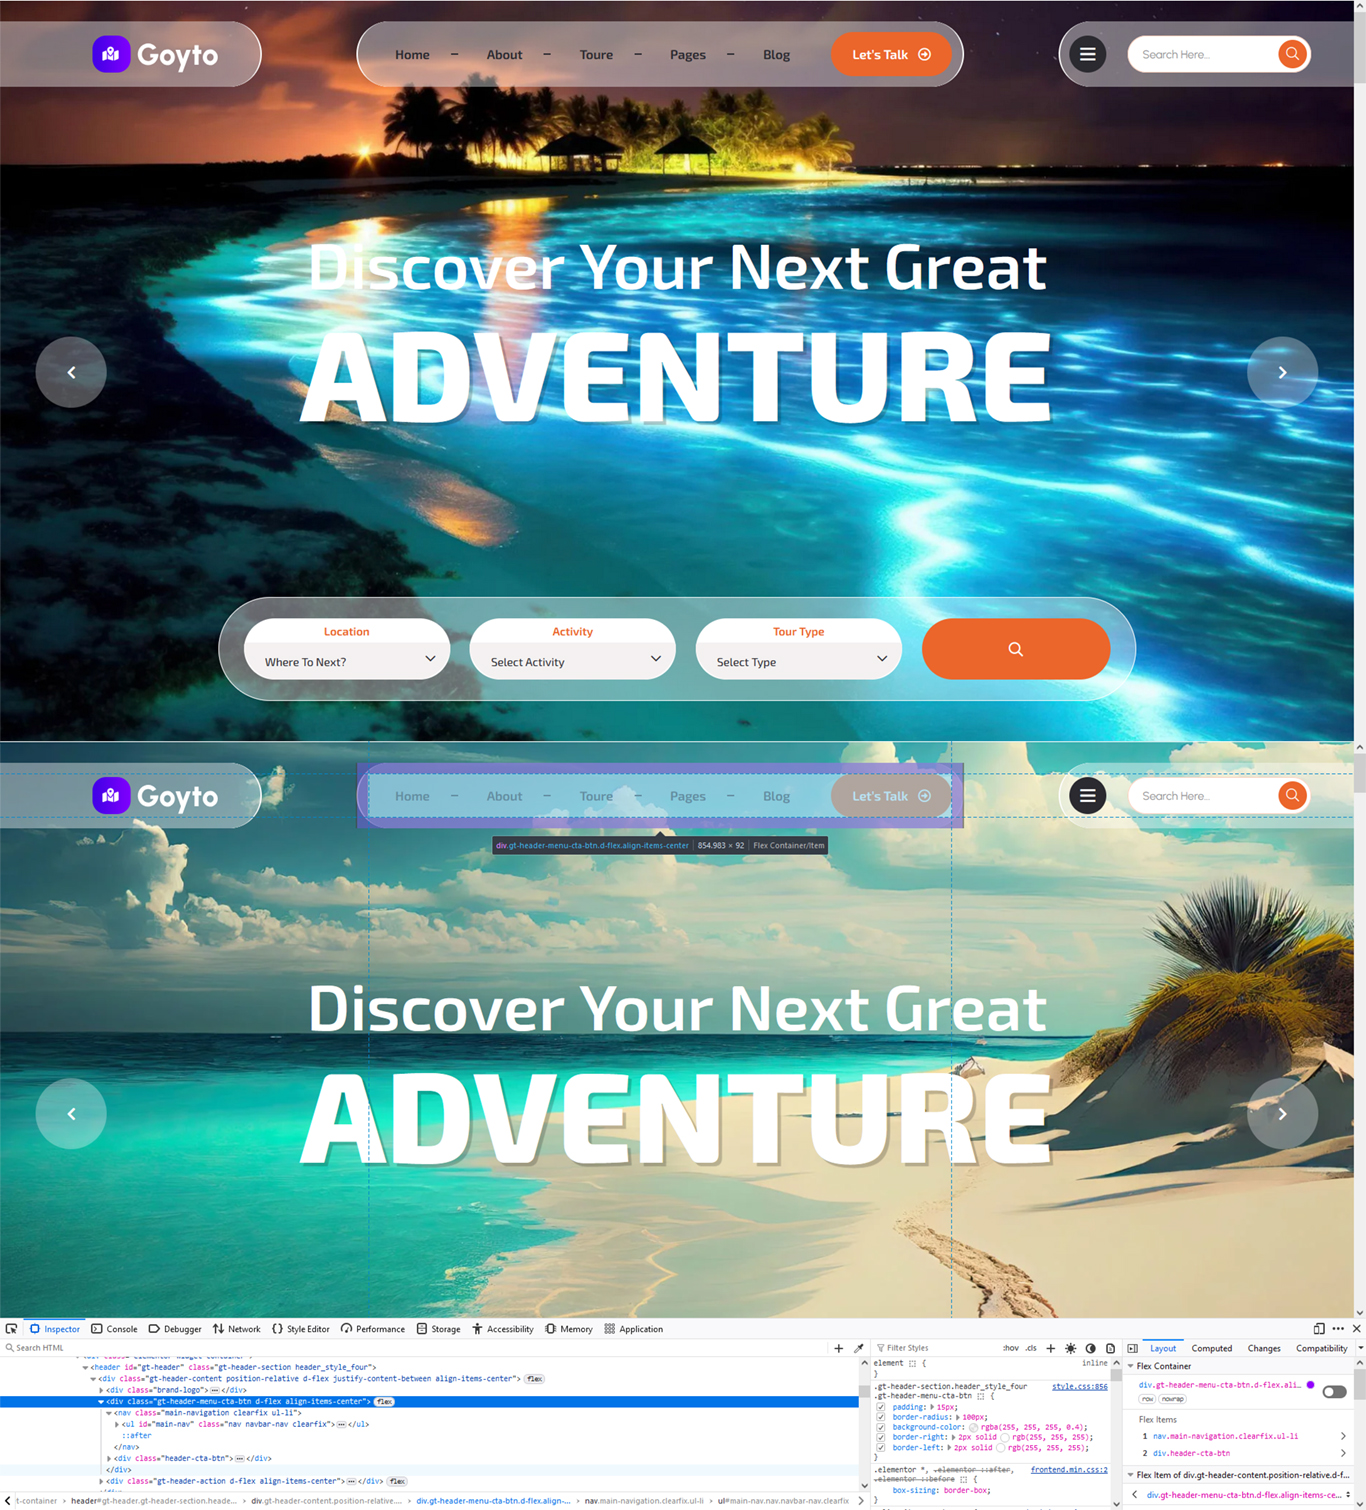 Goyto
Home – About – Toure – Pages – Blog Let's Talk
Search Here...
Discover Your Next Great
ADVENTURE
Location Activity Tour Type
Where To Next? Select Activity Select Type
Goyto
Home – About – Toure – Pages – Blog Let's Talk
Search Here...
div.gt-header-menu-cta-btn.d-flex.align-items-center 854.983 × 92 Flex Container/Item
Discover Your Next Great
ADVENTURE
Inspector Console Debugger Network Style Editor Performance Storage Accessibility Memory Application
Search HTML
<header id="gt-header" class="gt-header-section header_style_four">
<div class="gt-header-content position-relative d-flex justify-content-between align-items-center"> flex
<div class="brand-logo"></div>
<div class="gt-header-menu-cta-btn d-flex align-items-center"> flex
<nav class="main-navigation clearfix ul-li">
<ul id="main-nav" class="nav navbar-nav clearfix"></ul>
::after
</nav>
<div class="header-cta-btn"></div>
</div>
<div class="gt-header-action d-flex align-items-center"></div> flex
t-container > header#gt-header.gt-header-section.heade... > div.gt-header-content.position-relative.... > div.gt-header-menu-cta-btn.d-flex.align-... > nav.main-navigation.clearfix.ul-li > ul#main-nav.nav.navbar-nav.clearfix
Filter Styles :hov .cls
element { inline
}
.gt-header-section.header_style_four style.css:856
.gt-header-menu-cta-btn {
padding: 15px;
border-radius: 100px;
background-color: rgba(255, 255, 255, 0.4);
border-right: 2px solid rgb(255, 255, 255);
border-left: 2px solid rgb(255, 255, 255);
}
.elementor *, .elementor ::after, frontend.min.css:2
.elementor ::before {
box-sizing: border-box;
}
Layout Computed Changes Compatibility
Flex Container
div.gt-header-menu-cta-btn.d-flex.ali...
row nowrap
Flex Items
1 nav.main-navigation.clearfix.ul-li
2 div.header-cta-btn
Flex Item of div.gt-header-content.position-relative.d-f...
div.gt-header-menu-cta-btn.d-flex.align-items-ce...